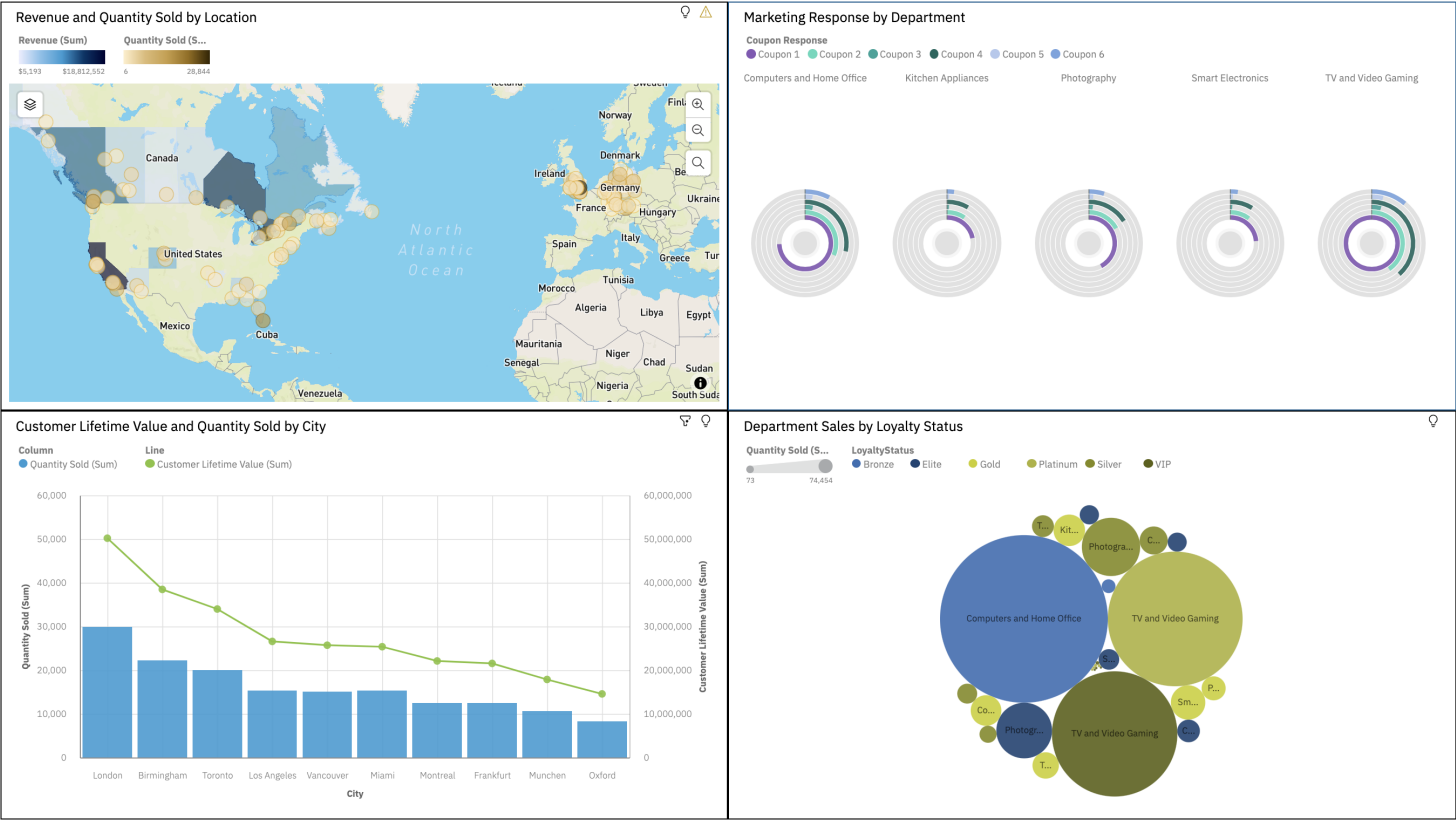 Revenue and Quantity Sold by Location
Revenue (Sum)
Quantity Sold (S...
$5,193
$18,812,552
6
28,844
Canada
United States
Mexico
Cuba
Venezuela
North
Atlantic
Ocean
Norway
Denmark
Ireland
Germany
Ukraine
France
Hungary
Spain
Italy
Greece
Tunisia
Morocco
Algeria
Libya
Egypt
Mauritania
Niger
Chad
Sudan
Senegal
Nigeria
Marketing Response by Department
Coupon Response
Coupon 1
Coupon 2
Coupon 3
Coupon 4
Coupon 5
Coupon 6
Computers and Home Office
Kitchen Appliances
Photography
Smart Electronics
TV and Video Gaming
Customer Lifetime Value and Quantity Sold by City
Column
Line
Quantity Sold (Sum)
Customer Lifetime Value (Sum)
60,000
50,000
40,000
30,000
20,000
10,000
0
Quantity Sold (Sum)
60,000,000
50,000,000
40,000,000
30,000,000
20,000,000
10,000,000
0
Customer Lifetime Value (Sum)
London
Birmingham
Toronto
Los Angeles
Vancouver
Miami
Montreal
Frankfurt
Munchen
Oxford
City
Department Sales by Loyalty Status
Quantity Sold (S...
73
74,454
LoyaltyStatus
Bronze
Elite
Gold
Platinum
Silver
VIP
T...
Kit...
Photogra...
C...
Computers and Home Office
TV and Video Gaming
S...
P...
Sm...
Co...
Photogr...
TV and Video Gaming
C...
T...